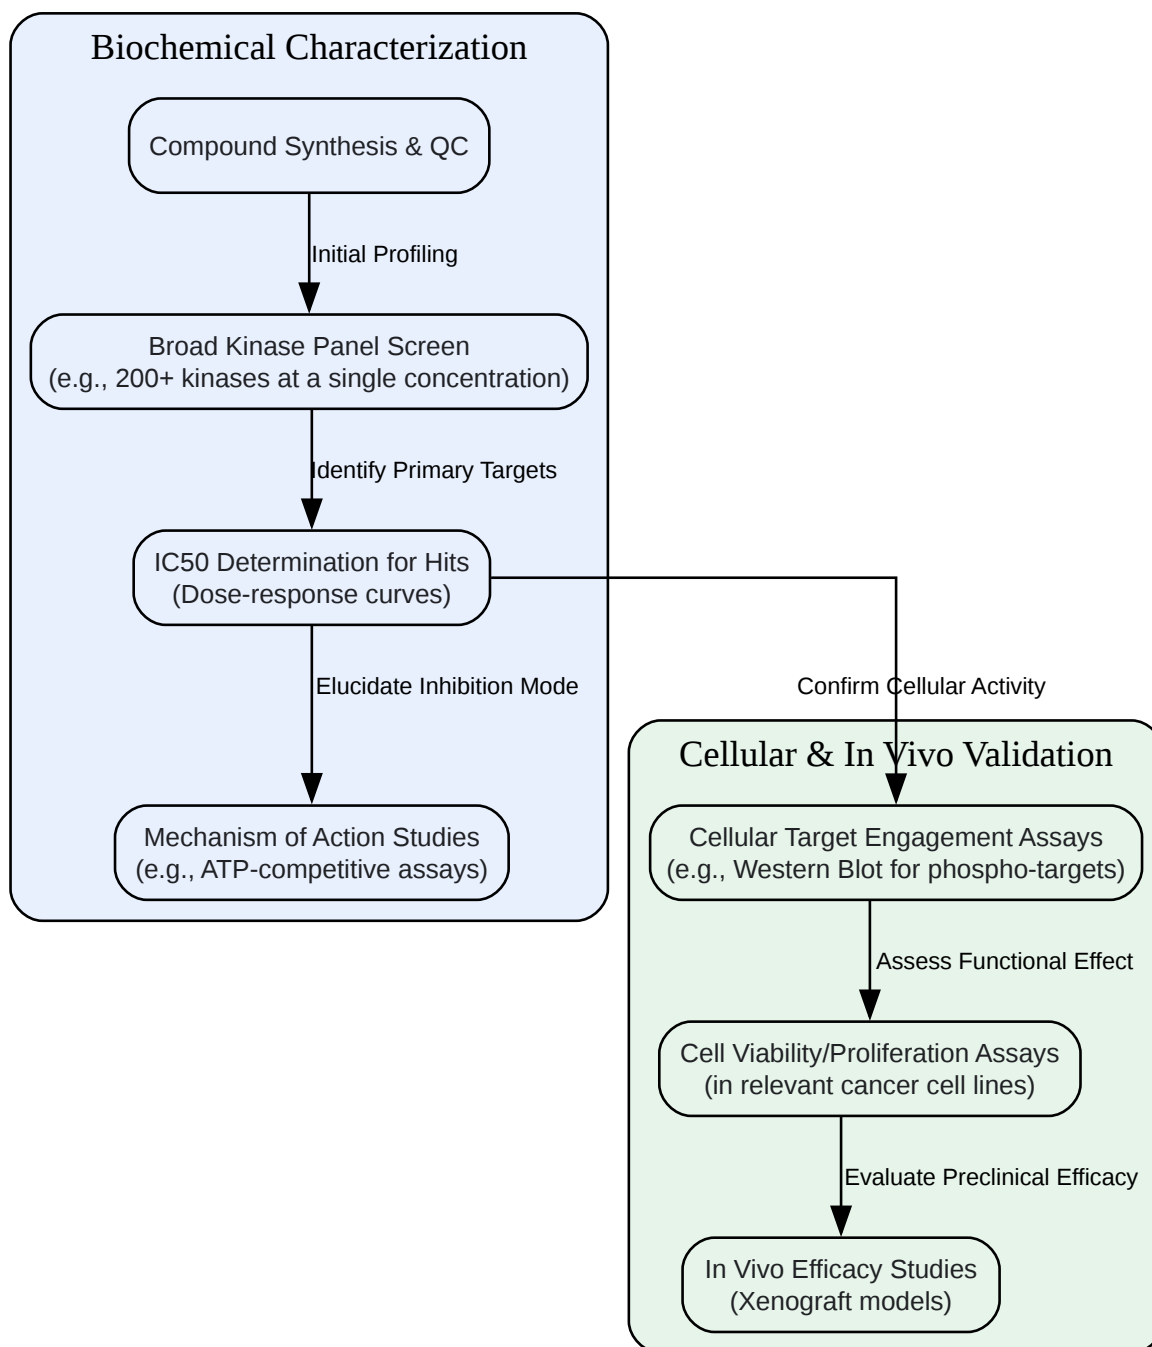 Biochemical Characterization
Compound Synthesis & QC
Initial Profiling
Broad Kinase Panel Screen
(e.g., 200+ kinases at a single concentration)
Identify Primary Targets
IC50 Determination for Hits
(Dose-response curves)
Elucidate Inhibition Mode
Mechanism of Action Studies
(e.g., ATP-competitive assays)
Confirm Cellular Activity
Cellular & In Vivo Validation
Cellular Target Engagement Assays
(e.g., Western Blot for phospho-targets)
Assess Functional Effect
Cell Viability/Proliferation Assays
(in relevant cancer cell lines)
Evaluate Preclinical Efficacy
In Vivo Efficacy Studies
(Xenograft models)